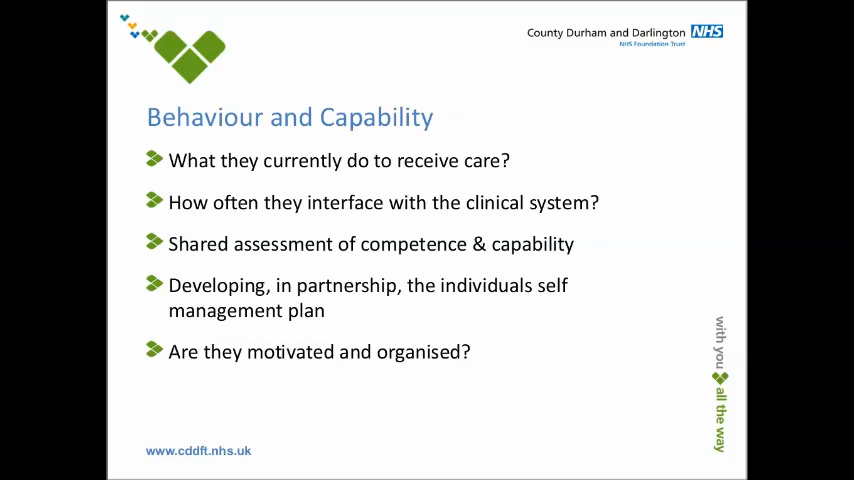 County Durham and Darlington NHS
NHS Foundation Trust
Behaviour and Capability
What they currently do to receive care?
How often they interface with the clinical system?
Shared assessment of competence & capability
Developing, in partnership, the individuals self
management plan
Are they motivated and organised?
with you all the way
www.cddft.nhs.uk